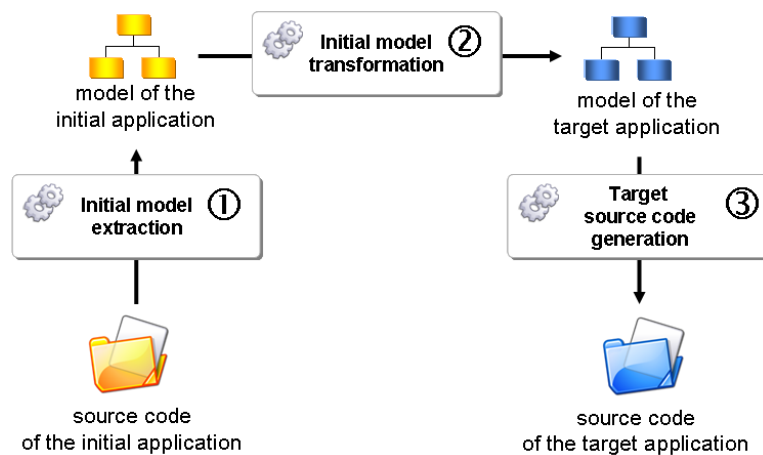 Initial model
transformation
②
model of the
initial application
model of the
target application
Initial model
extraction
①
Target
source code
generation
③
source code
of the initial application
source code
of the target application